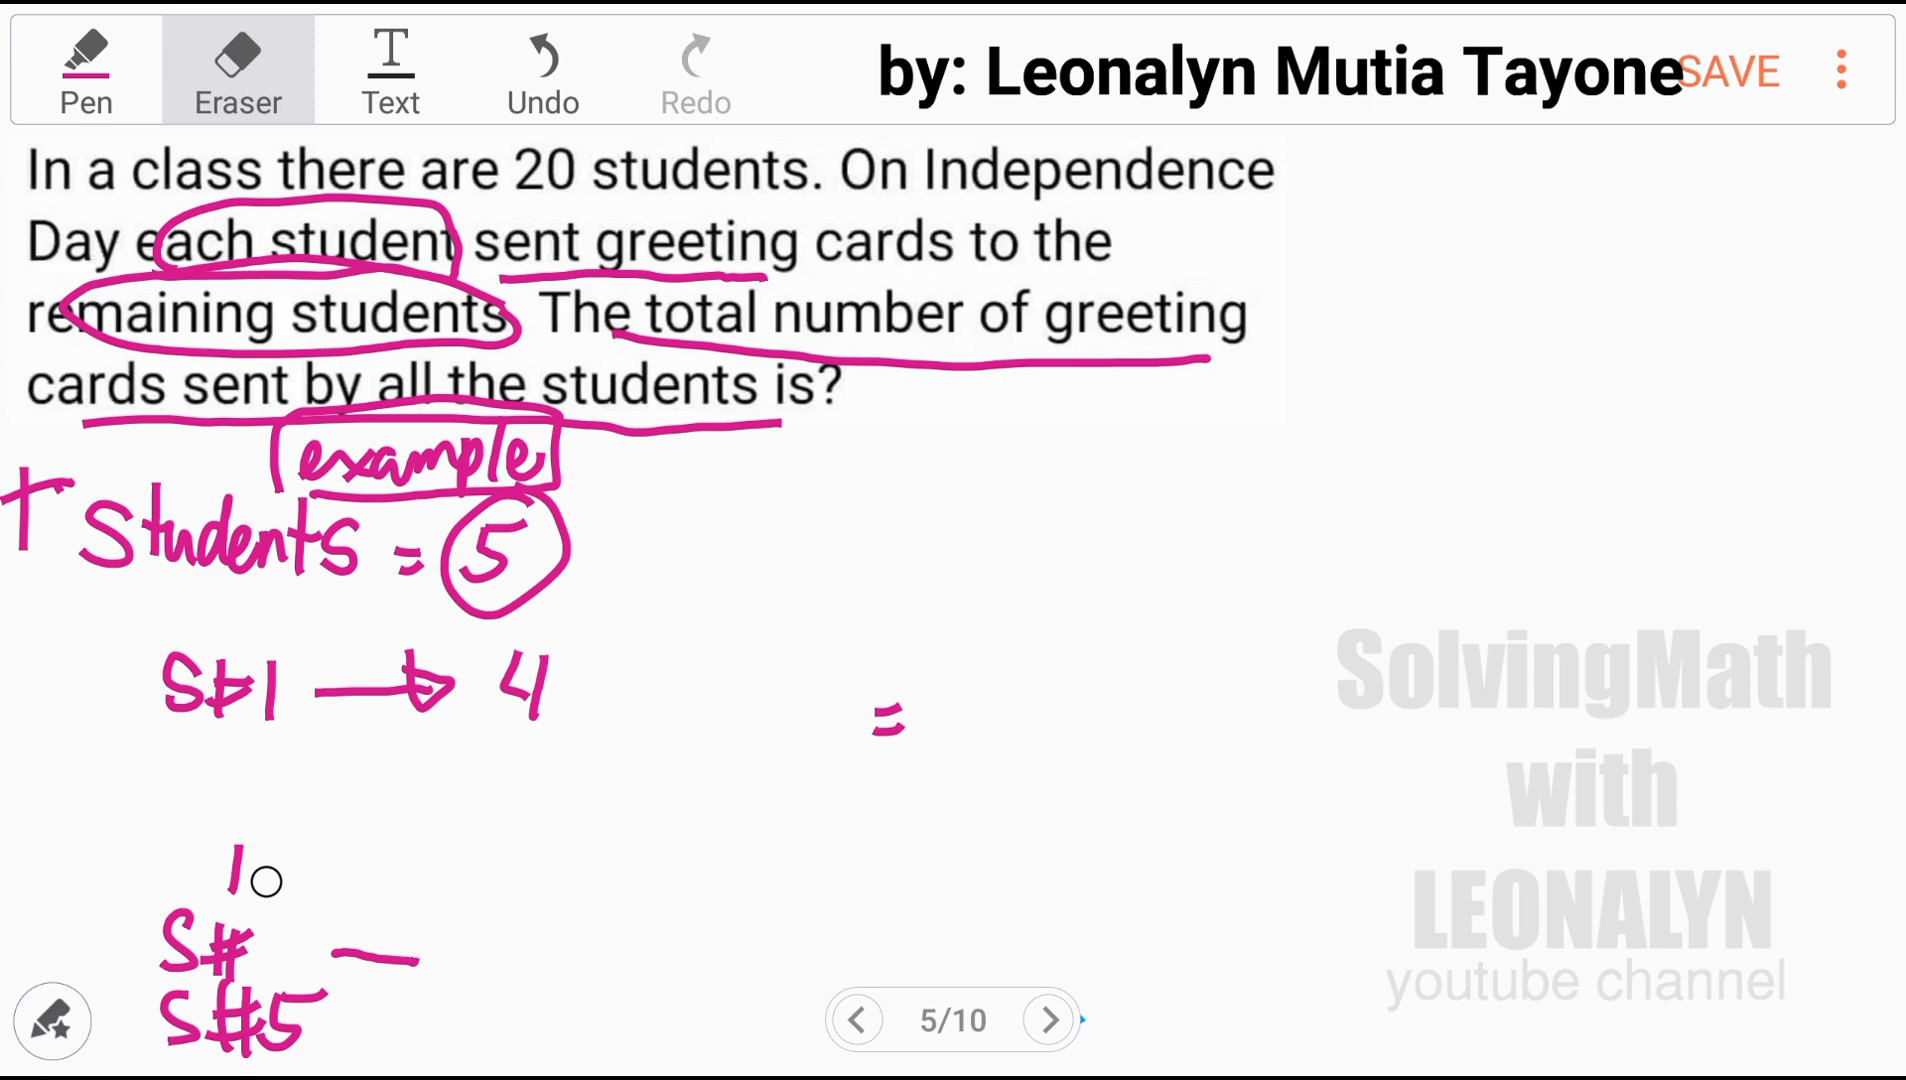 Pen
Eraser
Text
Undo
Redo
by: Leonalyn Mutia Tayone
SAVE
In a class there are 20 students. On Independence
Day each student sent greeting cards to the
remaining students. The total number of greeting
cards sent by all the students is?
example
T Students = 5
S#1 → 4
=
1
S# —
S#5
5/10
SolvingMath
with
LEONALYN
youtube channel